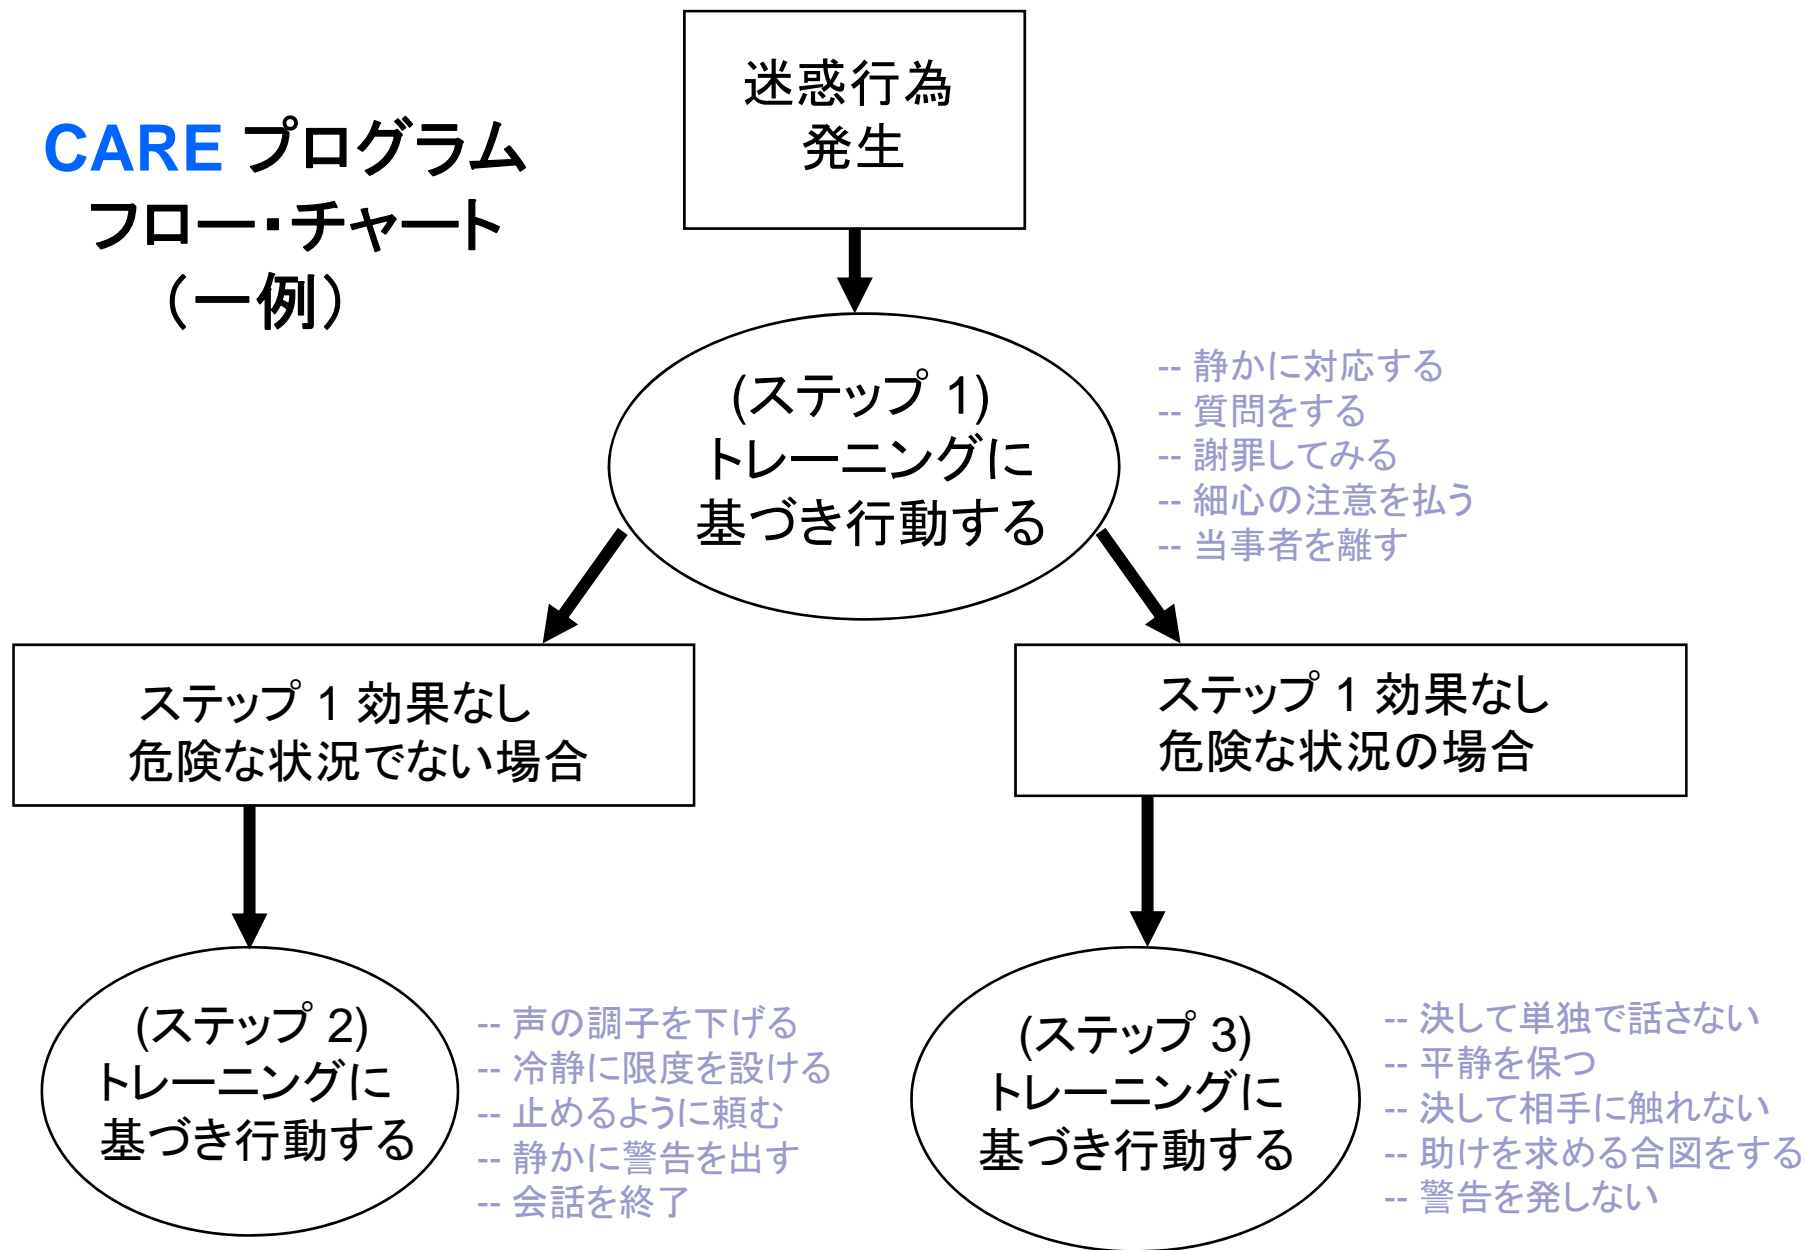 CARE プログラム
フロー・チャート
（一例）
迷惑行為
発生
(ステップ 1)
トレーニングに
基づき行動する
-- 静かに対応する
-- 質問をする
-- 謝罪してみる
-- 細心の注意を払う
-- 当事者を離す
ステップ 1 効果なし
危険な状況でない場合
ステップ 1 効果なし
危険な状況の場合
(ステップ 2)
トレーニングに
基づき行動する
-- 声の調子を下げる
-- 冷静に限度を設ける
-- 止めるように頼む
-- 静かに警告を出す
-- 会話を終了
(ステップ 3)
トレーニングに
基づき行動する
-- 決して単独で話さない
-- 平静を保つ
-- 決して相手に触れない
-- 助けを求める合図をする
-- 警告を発しない